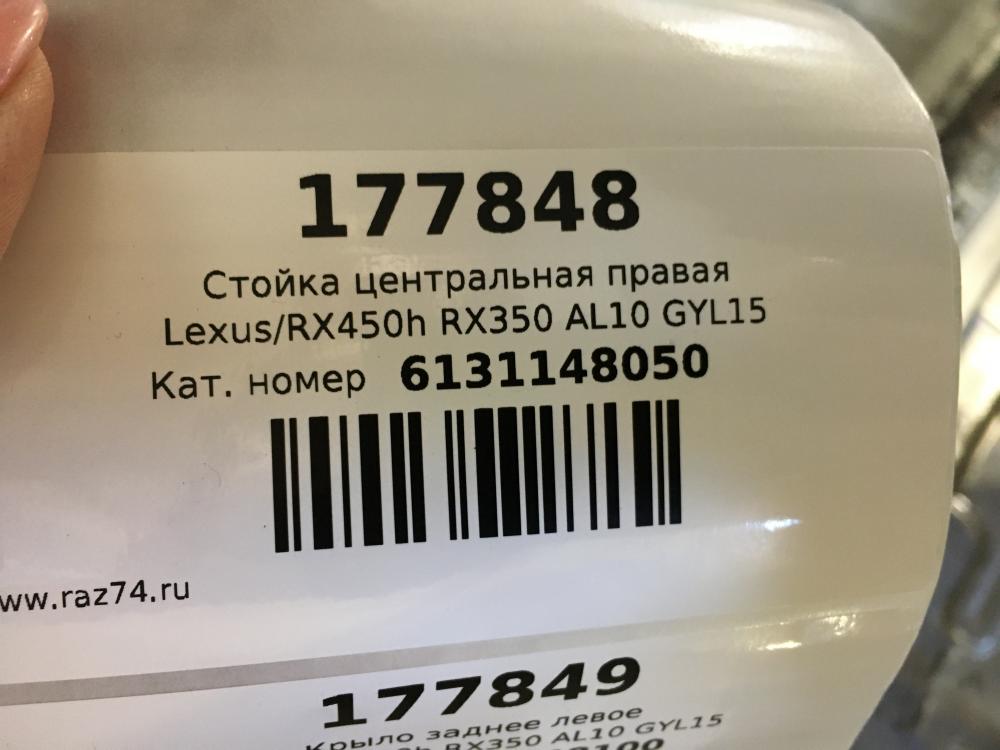 177848
Стойка центральная правая
Lexus/RX450h RX350 AL10 GYL15
Кат. номер 6131148050
ww.raz74.ru
177849
Крыло заднее левое
RX350 AL10 GYL15